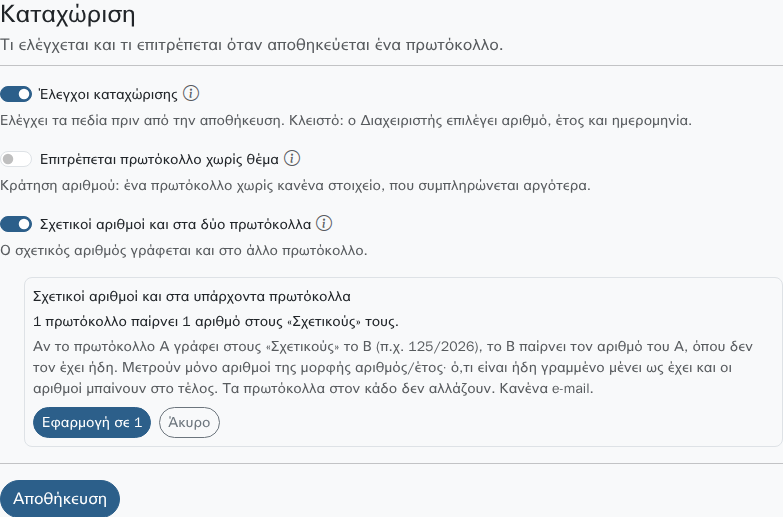 Καταχώριση
Τι ελέγχεται και τι επιτρέπεται όταν αποθηκεύεται ένα πρωτόκολλο.
Έλεγχοι καταχώρισης
Ελέγχει τα πεδία πριν από την αποθήκευση. Κλειστό: ο Διαχειριστής επιλέγει αριθμό, έτος και ημερομηνία.
Επιτρέπεται πρωτόκολλο χωρίς θέμα
Κράτηση αριθμού: ένα πρωτόκολλο χωρίς κανένα στοιχείο, που συμπληρώνεται αργότερα.
Σχετικοί αριθμοί και στα δύο πρωτόκολλα
Ο σχετικός αριθμός γράφεται και στο άλλο πρωτόκολλο.
Σχετικοί αριθμοί και στα υπάρχοντα πρωτόκολλα
1 πρωτόκολλο παίρνει 1 αριθμό στους «Σχετικούς» τους.
Αν το πρωτόκολλο Α γράφει στους «Σχετικούς» το Β (π.χ. 125/2026), το Β παίρνει τον αριθμό του Α, όπου δεν
τον έχει ήδη. Μετρούν μόνο αριθμοί της μορφής αριθμός/έτος· ό,τι είναι ήδη γραμμένο μένει ως έχει και οι
αριθμοί μπαίνουν στο τέλος. Τα πρωτόκολλα στον κάδο δεν αλλάζουν. Κανένα e-mail.
Εφαρμογή σε 1
Άκυρο
Αποθήκευση